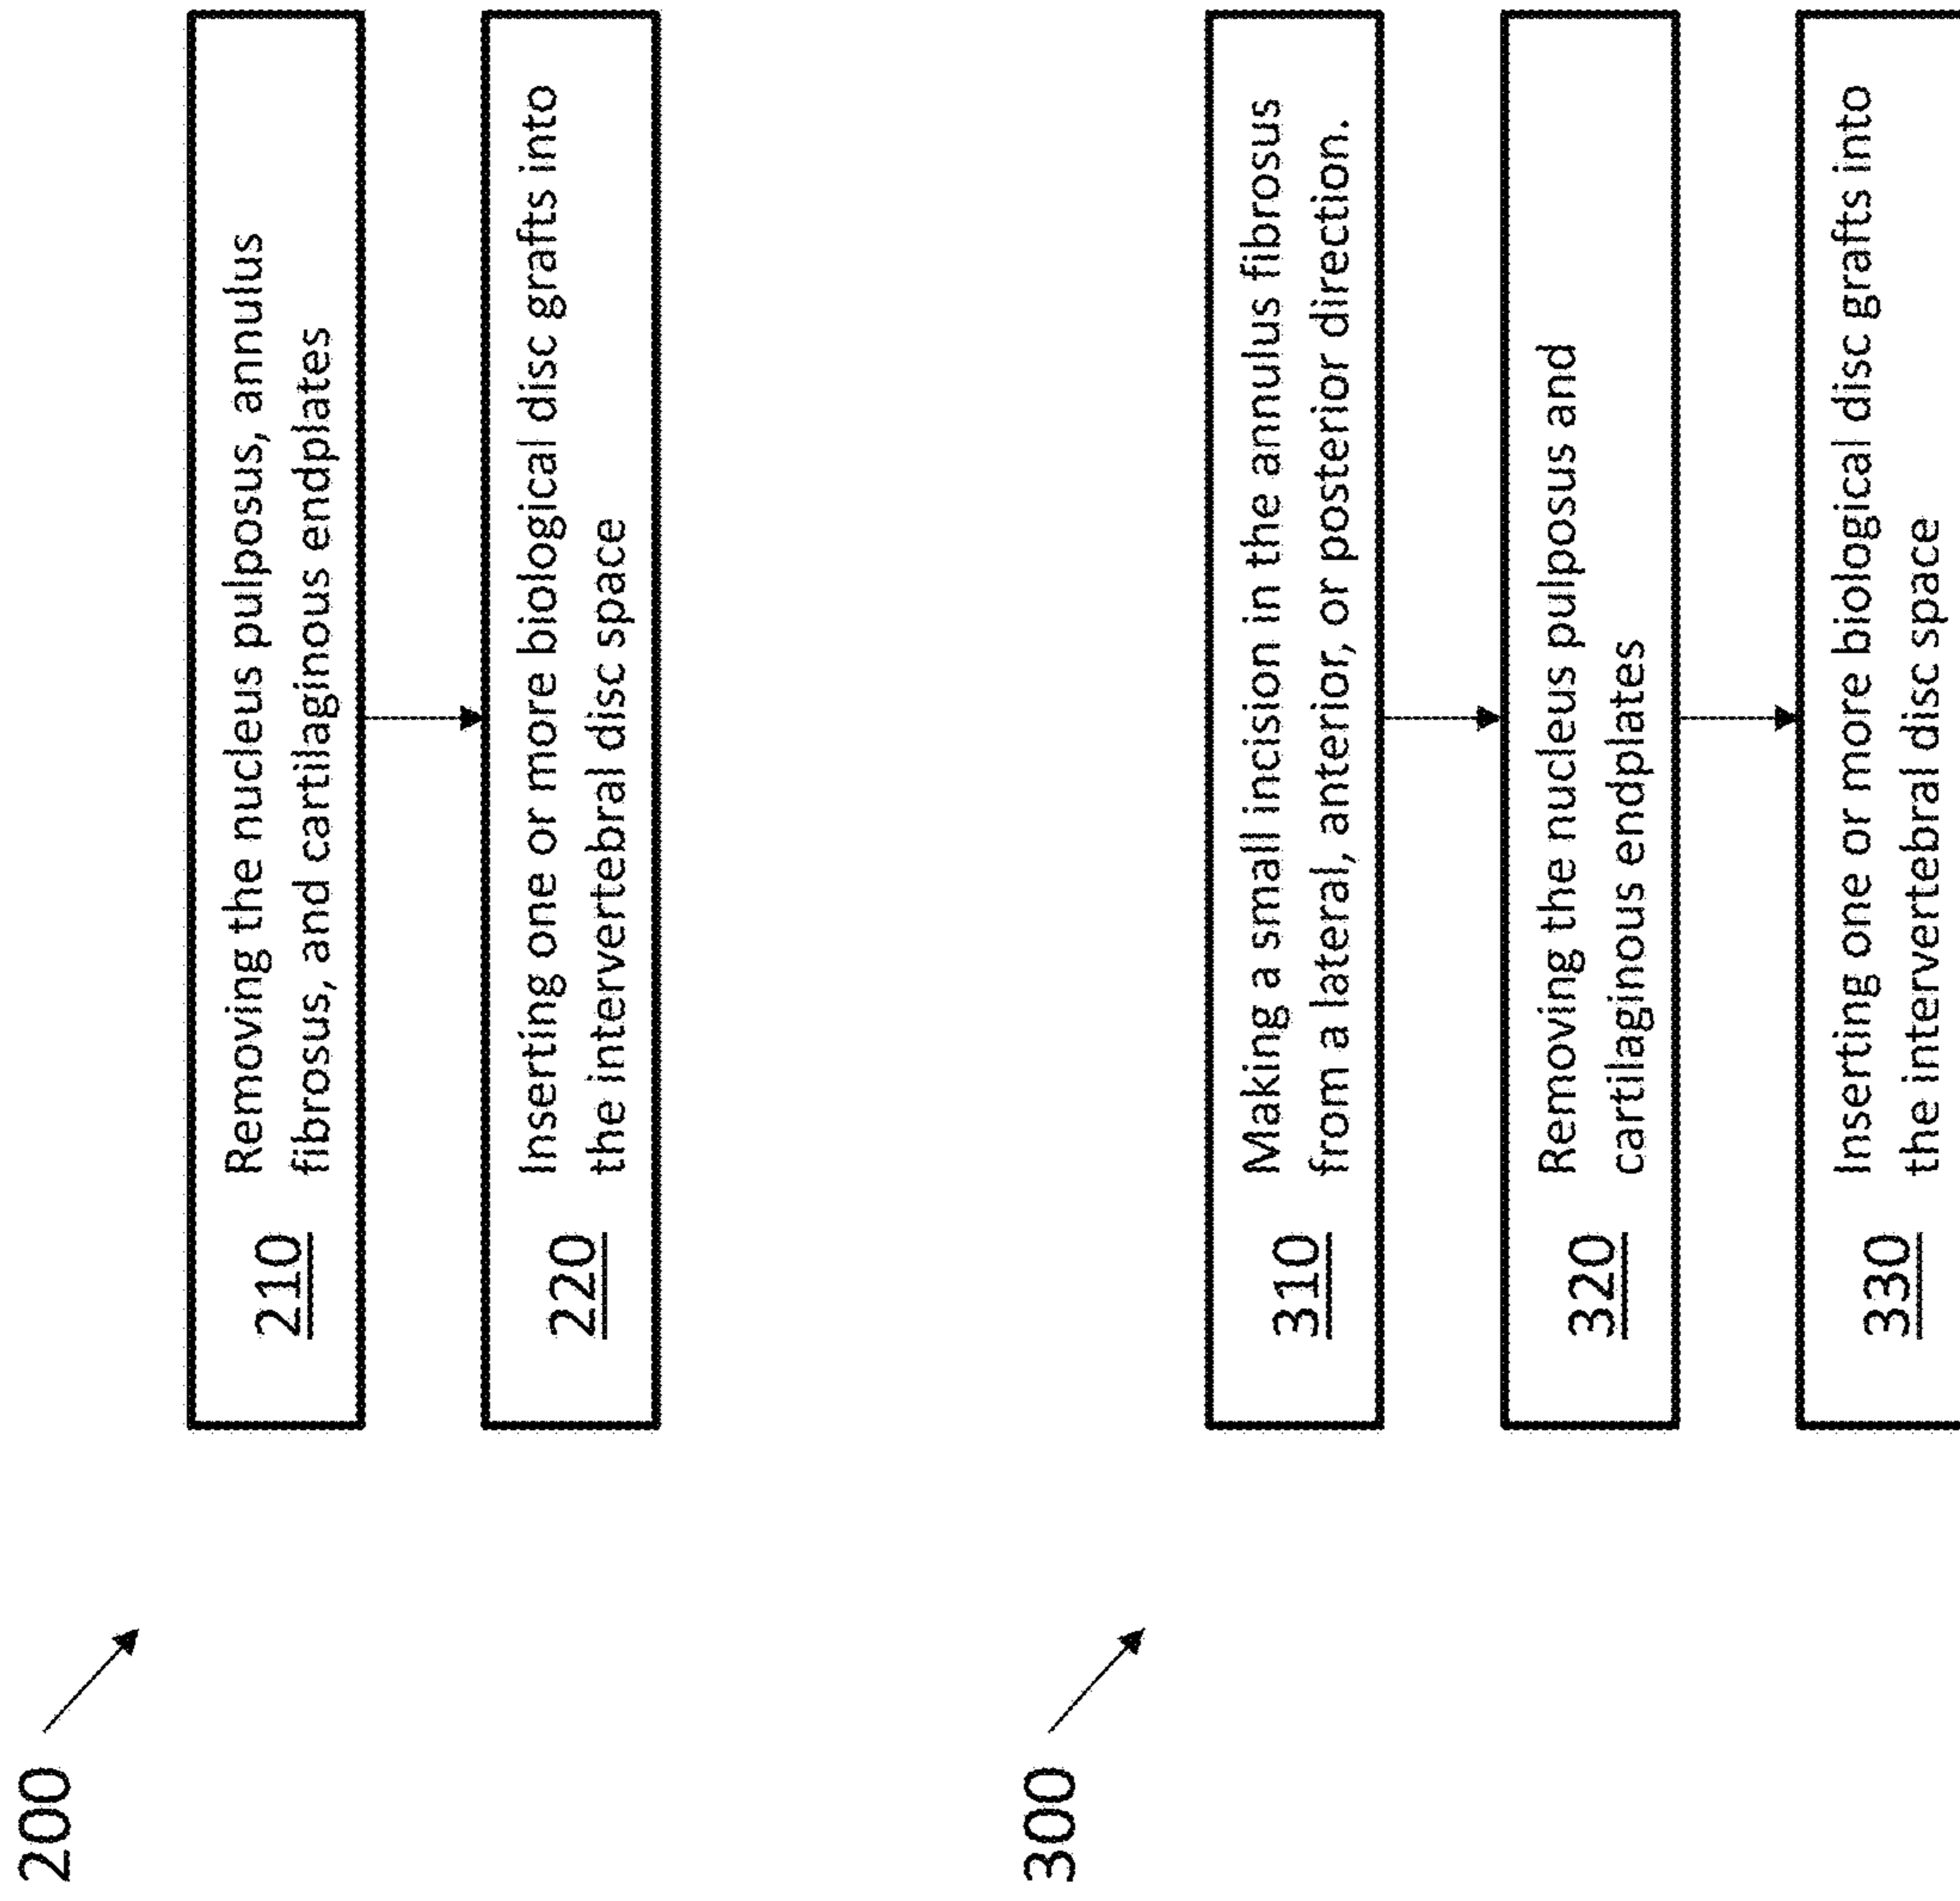 200
210
Removing the nucleus pulposus, annulus
fibrosus, and cartilaginous endplates
220
Inserting one or more biological disc grafts into
the intervertebral disc space
300
310
Making a small incision in the annulus fibrosus
from a lateral, anterior, or posterior direction.
320
Removing the nucleus pulposus and
cartilaginous endplates
330
Inserting one or more biological disc grafts into
the intervertebral disc space